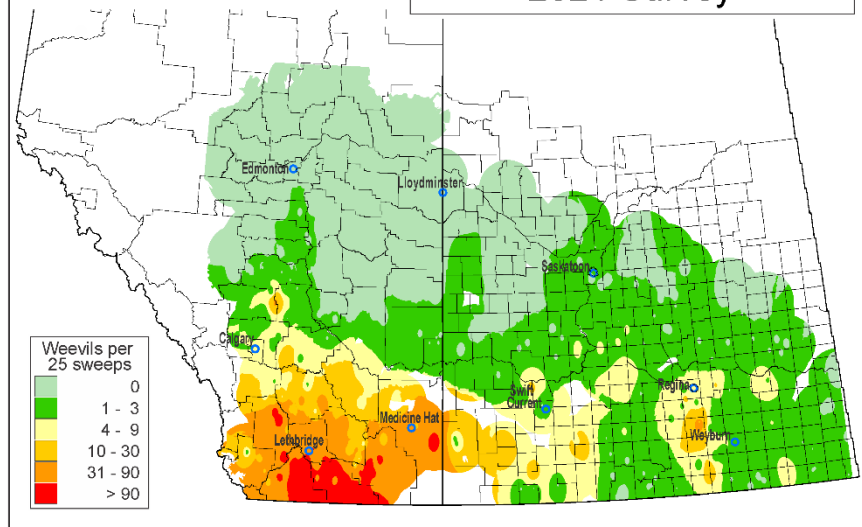 Edmonton
Lloydminster
Saskatoon
Calgary
Swift
Current
Regina
Medicine Hat
Lethbridge
Weyburn
Weevils per
25 sweeps
0
1 - 3
4 - 9
10 - 30
31 - 90
> 90